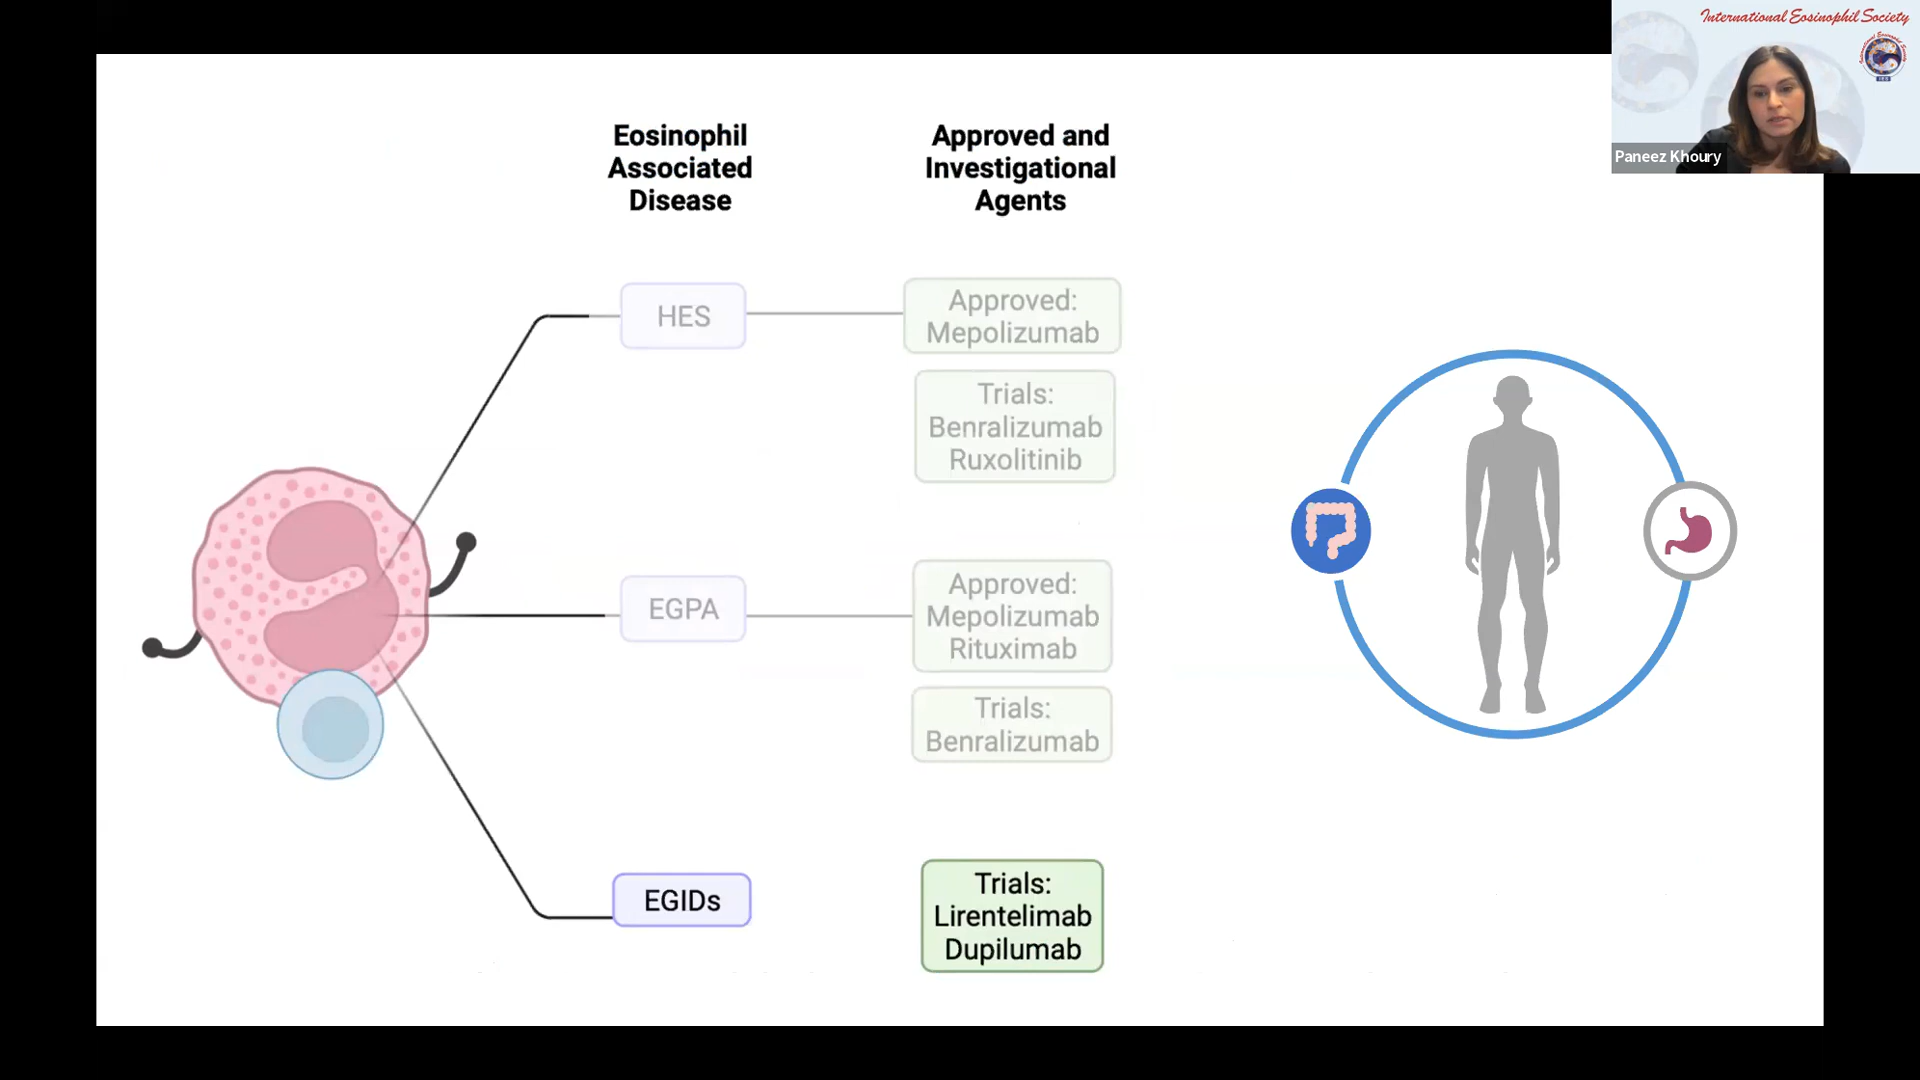 International Eosinophil Society
Paneez Khoury
Eosinophil
Associated
Disease
Approved and
Investigational
Agents
HES
Approved:
Mepolizumab
Trials:
Benralizumab
Ruxolitinib
EGPA
Approved:
Mepolizumab
Rituximab
Trials:
Benralizumab
EGIDs
Trials:
Lirentelimab
Dupilumab